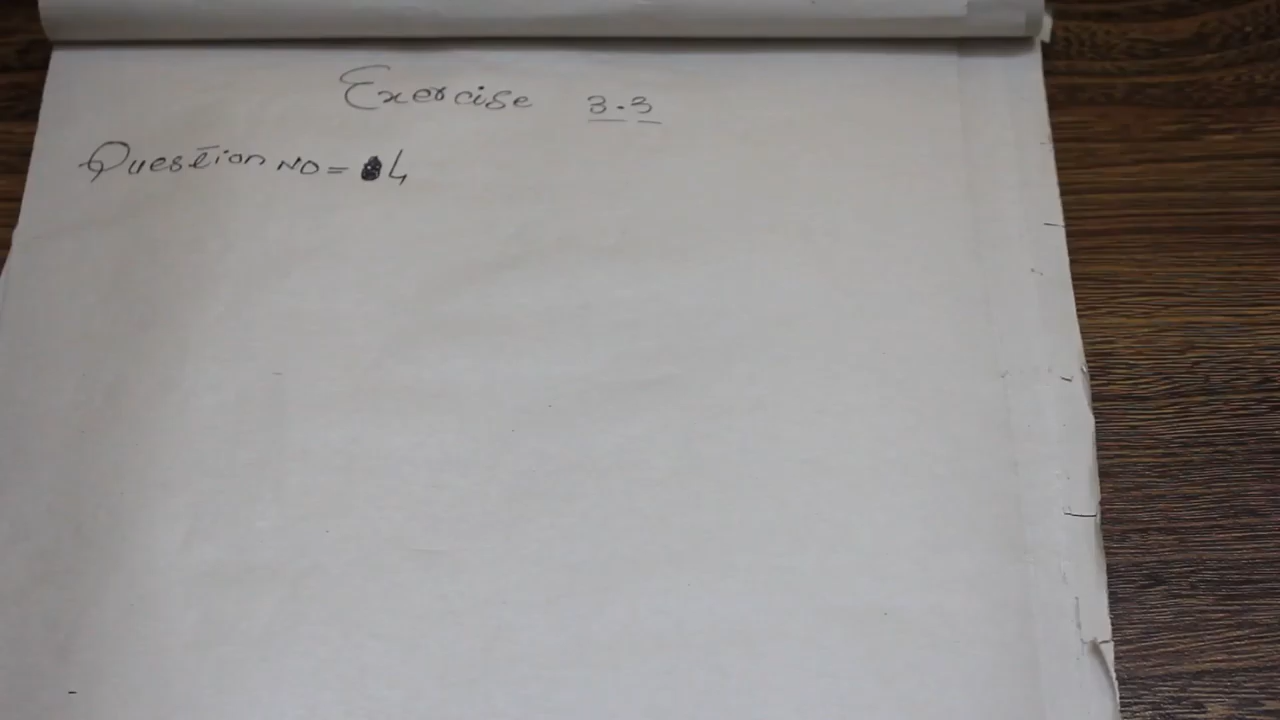 Exercise 3.3
Question NO = 4